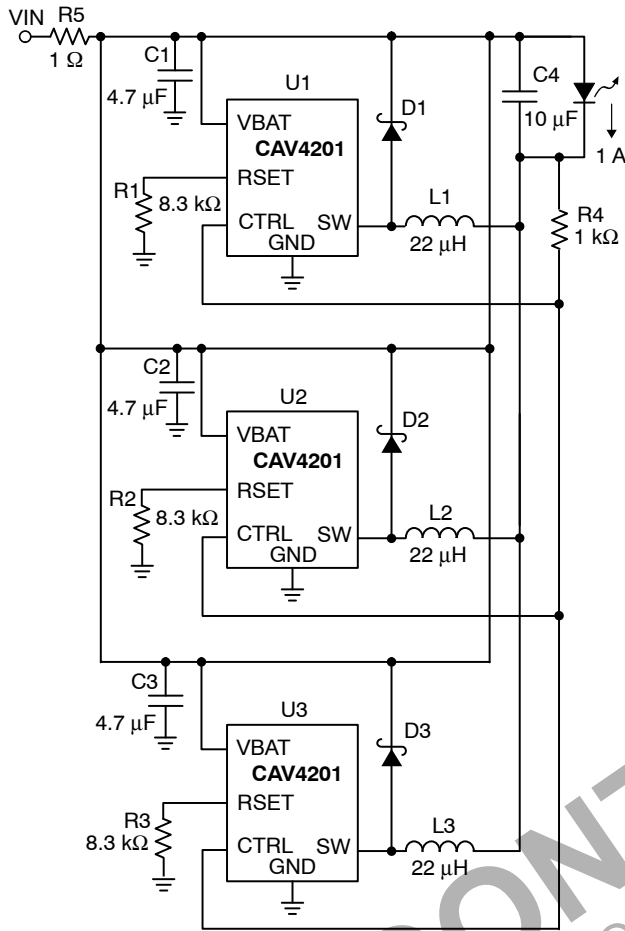 VIN
R5
1 Ω
C1
4.7 μF
U1
VBAT
CAV4201
RSET
CTRL
SW
GND
R1
8.3 kΩ
D1
L1
22 μH
C4
10 μF
1 A
R4
1 kΩ
C2
4.7 μF
U2
VBAT
CAV4201
RSET
CTRL
SW
GND
R2
8.3 kΩ
D2
L2
22 μH
C3
4.7 μF
U3
VBAT
CAV4201
RSET
CTRL
SW
GND
R3
8.3 kΩ
D3
L3
22 μH